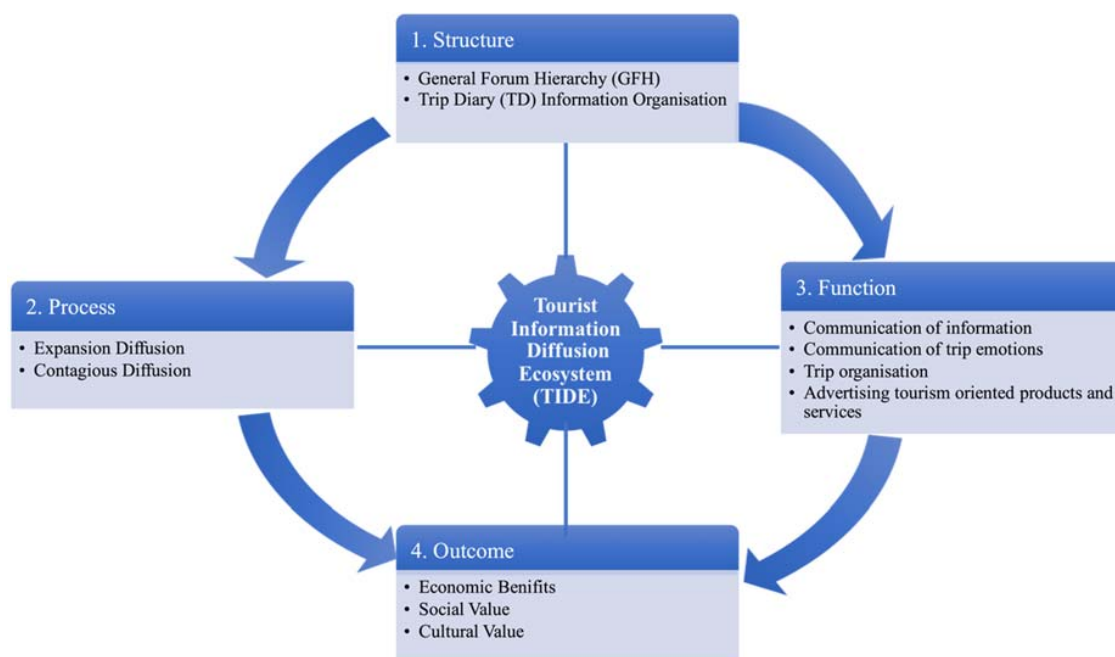 1. Structure
• General Forum Hierarchy (GFH)
• Trip Diary (TD) Information Organisation
2. Process
• Expansion Diffusion
• Contagious Diffusion
Tourist
Information
Diffusion
Ecosystem
(TIDE)
3. Function
• Communication of information
• Communication of trip emotions
• Trip organisation
• Advertising tourism oriented products and
services
4. Outcome
• Economic Benifits
• Social Value
• Cultural Value